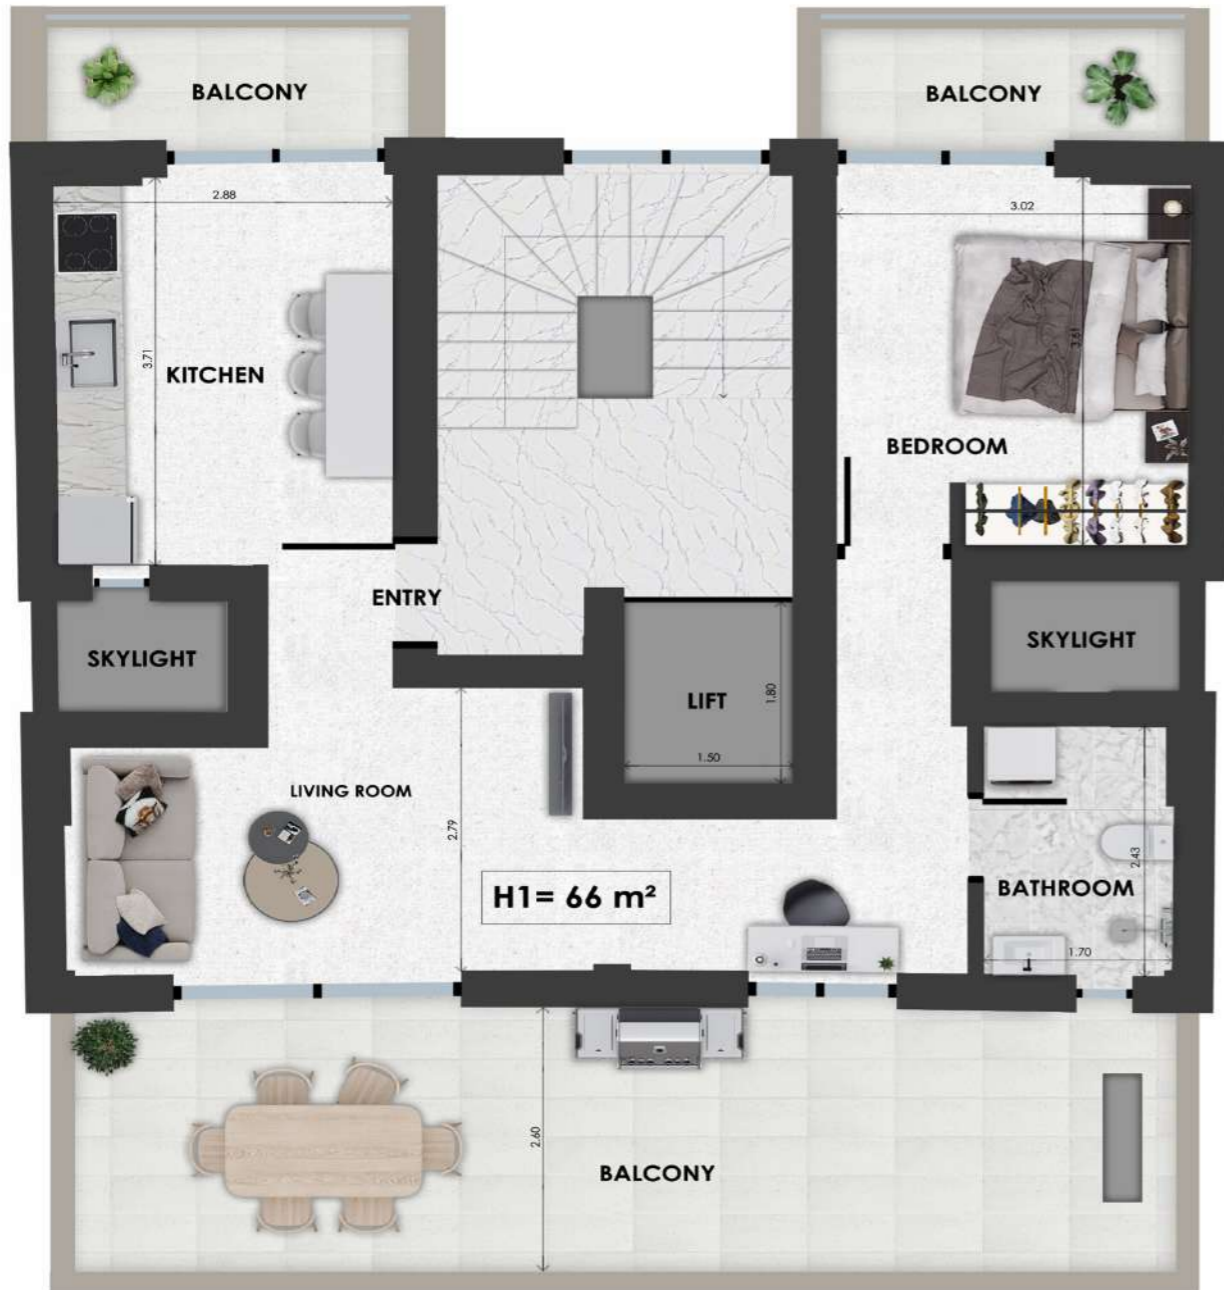 BALCONY
BALCONY
2.88
3.02
3.71
3.61
KITCHEN
BEDROOM
ENTRY
SKYLIGHT
SKYLIGHT
LIFT
1.80
1.50
LIVING ROOM
2.79
2.43
H1= 66 m²
BATHROOM
1.70
2.60
BALCONY